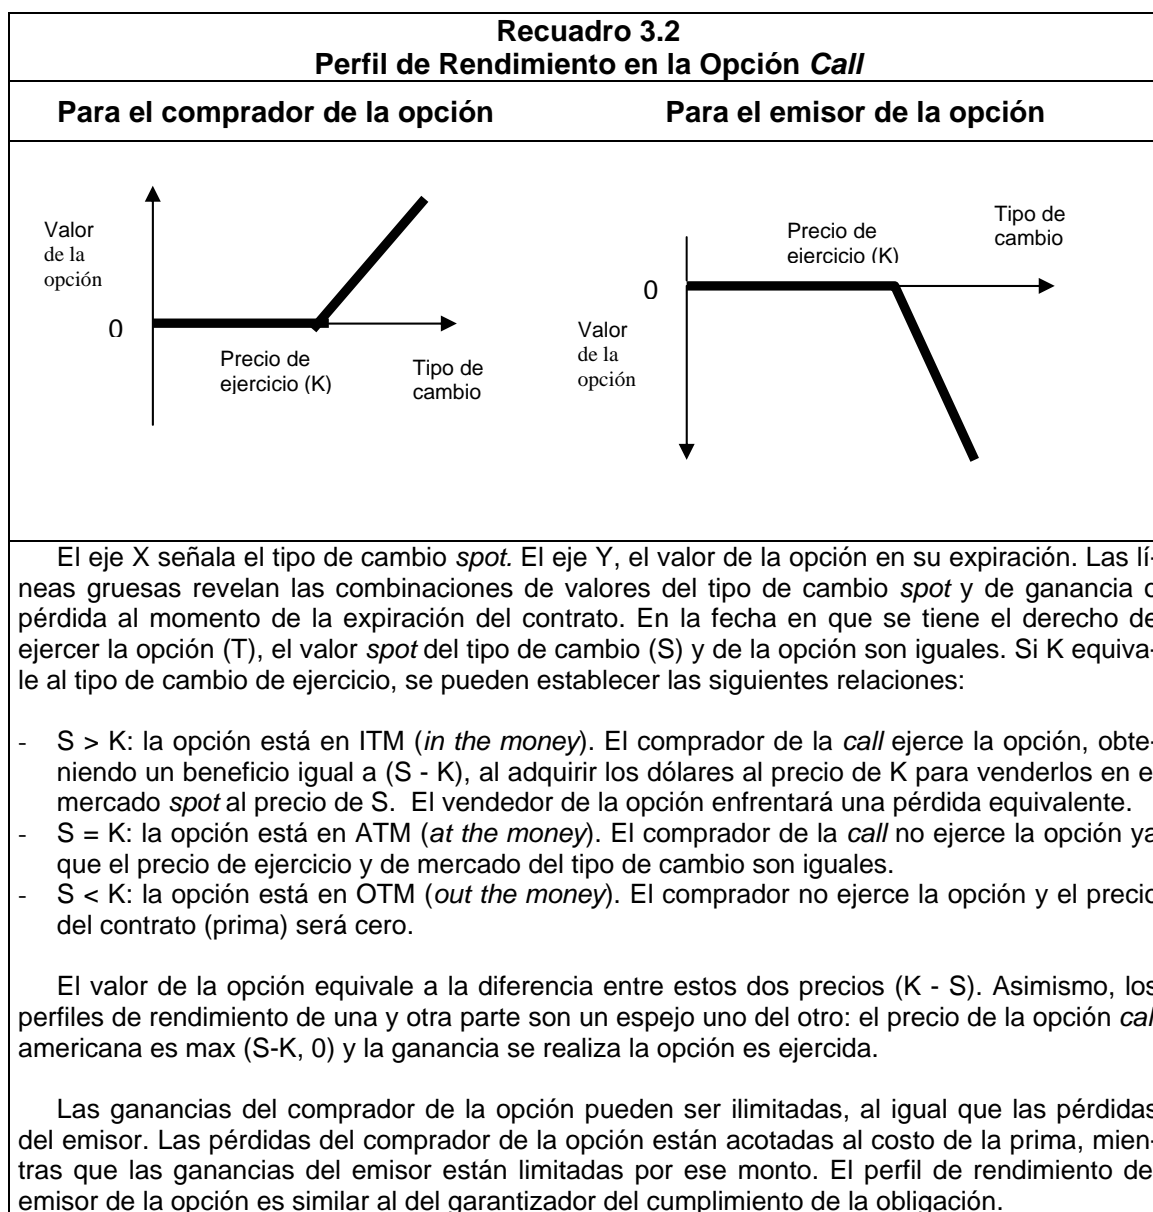 Recuadro 3.2
Perfil de Rendimiento en la Opción Call
Para el comprador de la opción
Para el emisor de la opción
Valor
de la
opción
0
Precio de
ejercicio (K)
Tipo de
cambio
Precio de
ejercicio (K)
Tipo de
cambio
0
Valor
de la
opción
El eje X señala el tipo de cambio spot. El eje Y, el valor de la opción en su expiración. Las lí-
neas gruesas revelan las combinaciones de valores del tipo de cambio spot y de ganancia o
pérdida al momento de la expiración del contrato. En la fecha en que se tiene el derecho de
ejercer la opción (T), el valor spot del tipo de cambio (S) y de la opción son iguales. Si K equiva-
le al tipo de cambio de ejercicio, se pueden establecer las siguientes relaciones:
- S > K: la opción está en ITM (in the money). El comprador de la call ejerce la opción, obte-
niendo un beneficio igual a (S - K), al adquirir los dólares al precio de K para venderlos en e
mercado spot al precio de S. El vendedor de la opción enfrentará una pérdida equivalente.
- S = K: la opción está en ATM (at the money). El comprador de la call no ejerce la opción ya
que el precio de ejercicio y de mercado del tipo de cambio son iguales.
- S < K: la opción está en OTM (out the money). El comprador no ejerce la opción y el precio
del contrato (prima) será cero.
El valor de la opción equivale a la diferencia entre estos dos precios (K - S). Asimismo, los
perfiles de rendimiento de una y otra parte son un espejo uno del otro: el precio de la opción cal
americana es max (S-K, 0) y la ganancia se realiza la opción es ejercida.
Las ganancias del comprador de la opción pueden ser ilimitadas, al igual que las pérdidas
del emisor. Las pérdidas del comprador de la opción están acotadas al costo de la prima, mien-
tras que las ganancias del emisor están limitadas por ese monto. El perfil de rendimiento de
emisor de la opción es similar al del garantizador del cumplimiento de la obligación.